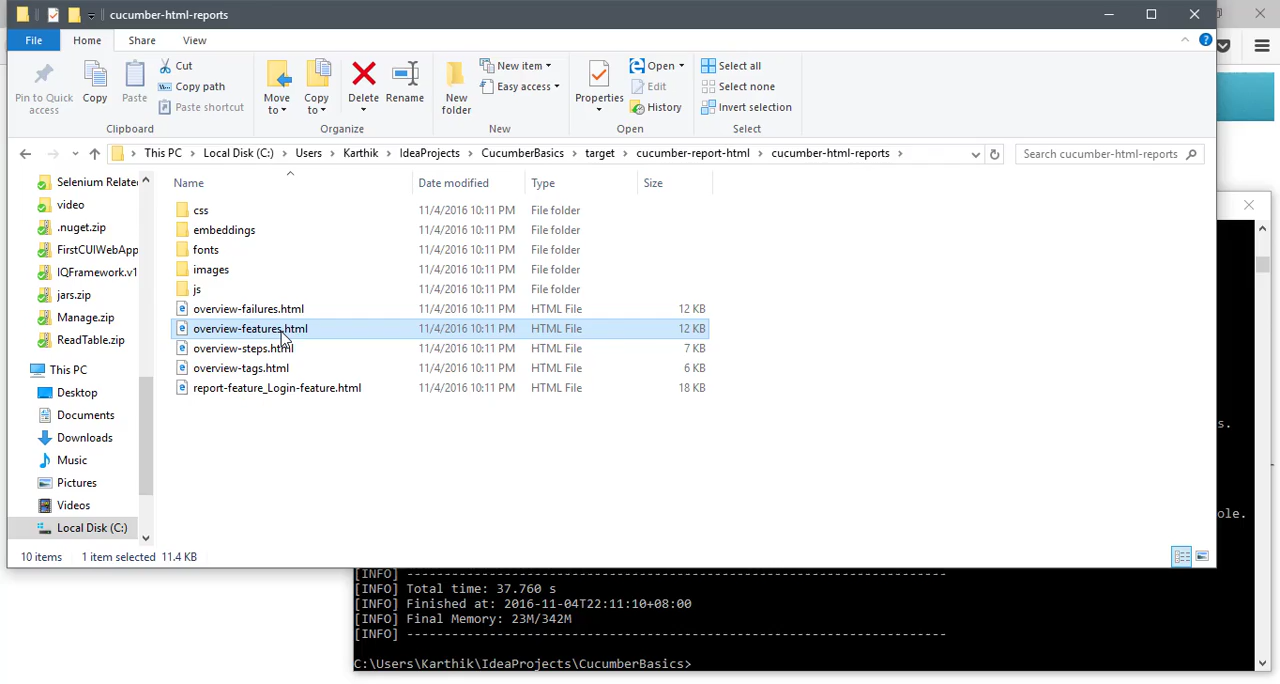 cucumber-html-reports
File Home Share View
Pin to Quick access
Copy
Paste
Cut
Copy path
Paste shortcut
Clipboard
Move to
Copy to
Delete
Rename
Organize
New folder
New item
Easy access
New
Properties
Open
Edit
History
Open
Select all
Select none
Invert selection
Select
This PC > Local Disk (C:) > Users > Karthik > IdeaProjects > CucumberBasics > target > cucumber-report-html > cucumber-html-reports >
Search cucumber-html-reports
Selenium Relate
video
.nuget.zip
FirstCUIWebApp
IQFramework.v1
jars.zip
Manage.zip
ReadTable.zip
This PC
Desktop
Documents
Downloads
Music
Pictures
Videos
Local Disk (C:)
Name Date modified Type Size
css 11/4/2016 10:11 PM File folder
embeddings 11/4/2016 10:11 PM File folder
fonts 11/4/2016 10:11 PM File folder
images 11/4/2016 10:11 PM File folder
js 11/4/2016 10:11 PM File folder
overview-failures.html 11/4/2016 10:11 PM HTML File 12 KB
overview-features.html 11/4/2016 10:11 PM HTML File 12 KB
overview-steps.html 11/4/2016 10:11 PM HTML File 7 KB
overview-tags.html 11/4/2016 10:11 PM HTML File 6 KB
report-feature_Login-feature.html 11/4/2016 10:11 PM HTML File 18 KB
10 items 1 item selected 11.4 KB
s.
ole.
[INFO] ------------------------------------------------------------------------
[INFO] Total time: 37.760 s
[INFO] Finished at: 2016-11-04T22:11:10+08:00
[INFO] Final Memory: 23M/342M
[INFO] ------------------------------------------------------------------------
C:\Users\Karthik\IdeaProjects\CucumberBasics>